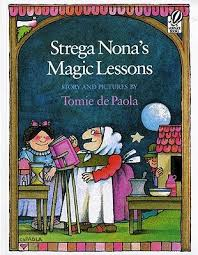 Strega Nona's
Magic Lessons
STORY AND PICTURES BY
Tomie de Paola